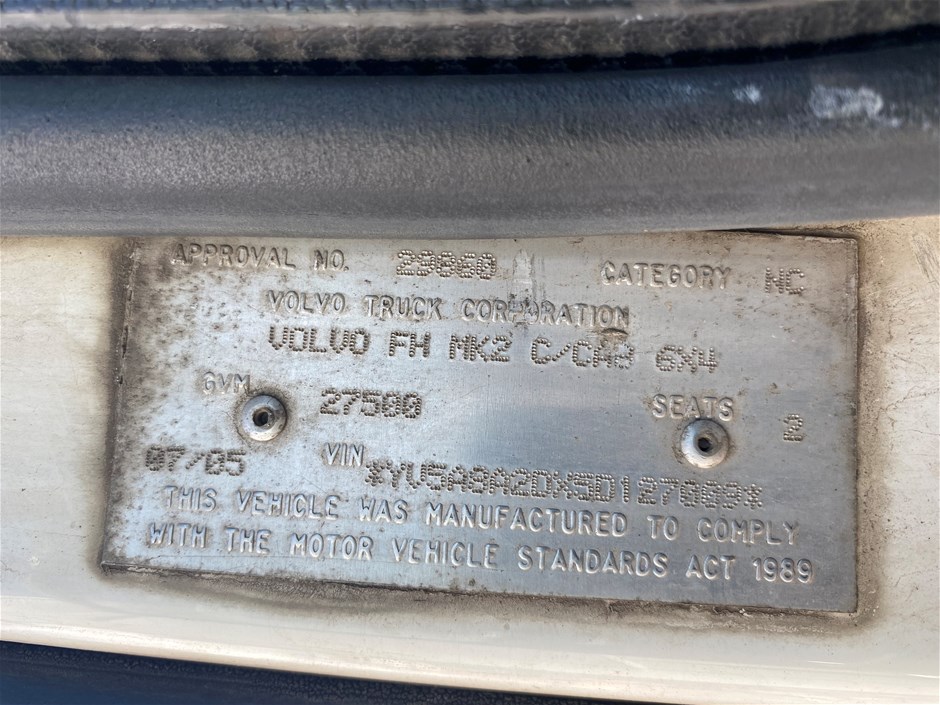 APPROVAL NO. 29860 CATEGORY NC
VOLVO TRUCK CORPORATION
VOLVO FH MK2 C/CHA 6X4
GVM 27500 SEATS 2
07/05 VIN *YV5A8A2DX5D127009*
THIS VEHICLE WAS MANUFACTURED TO COMPLY
WITH THE MOTOR VEHICLE STANDARDS ACT 1989